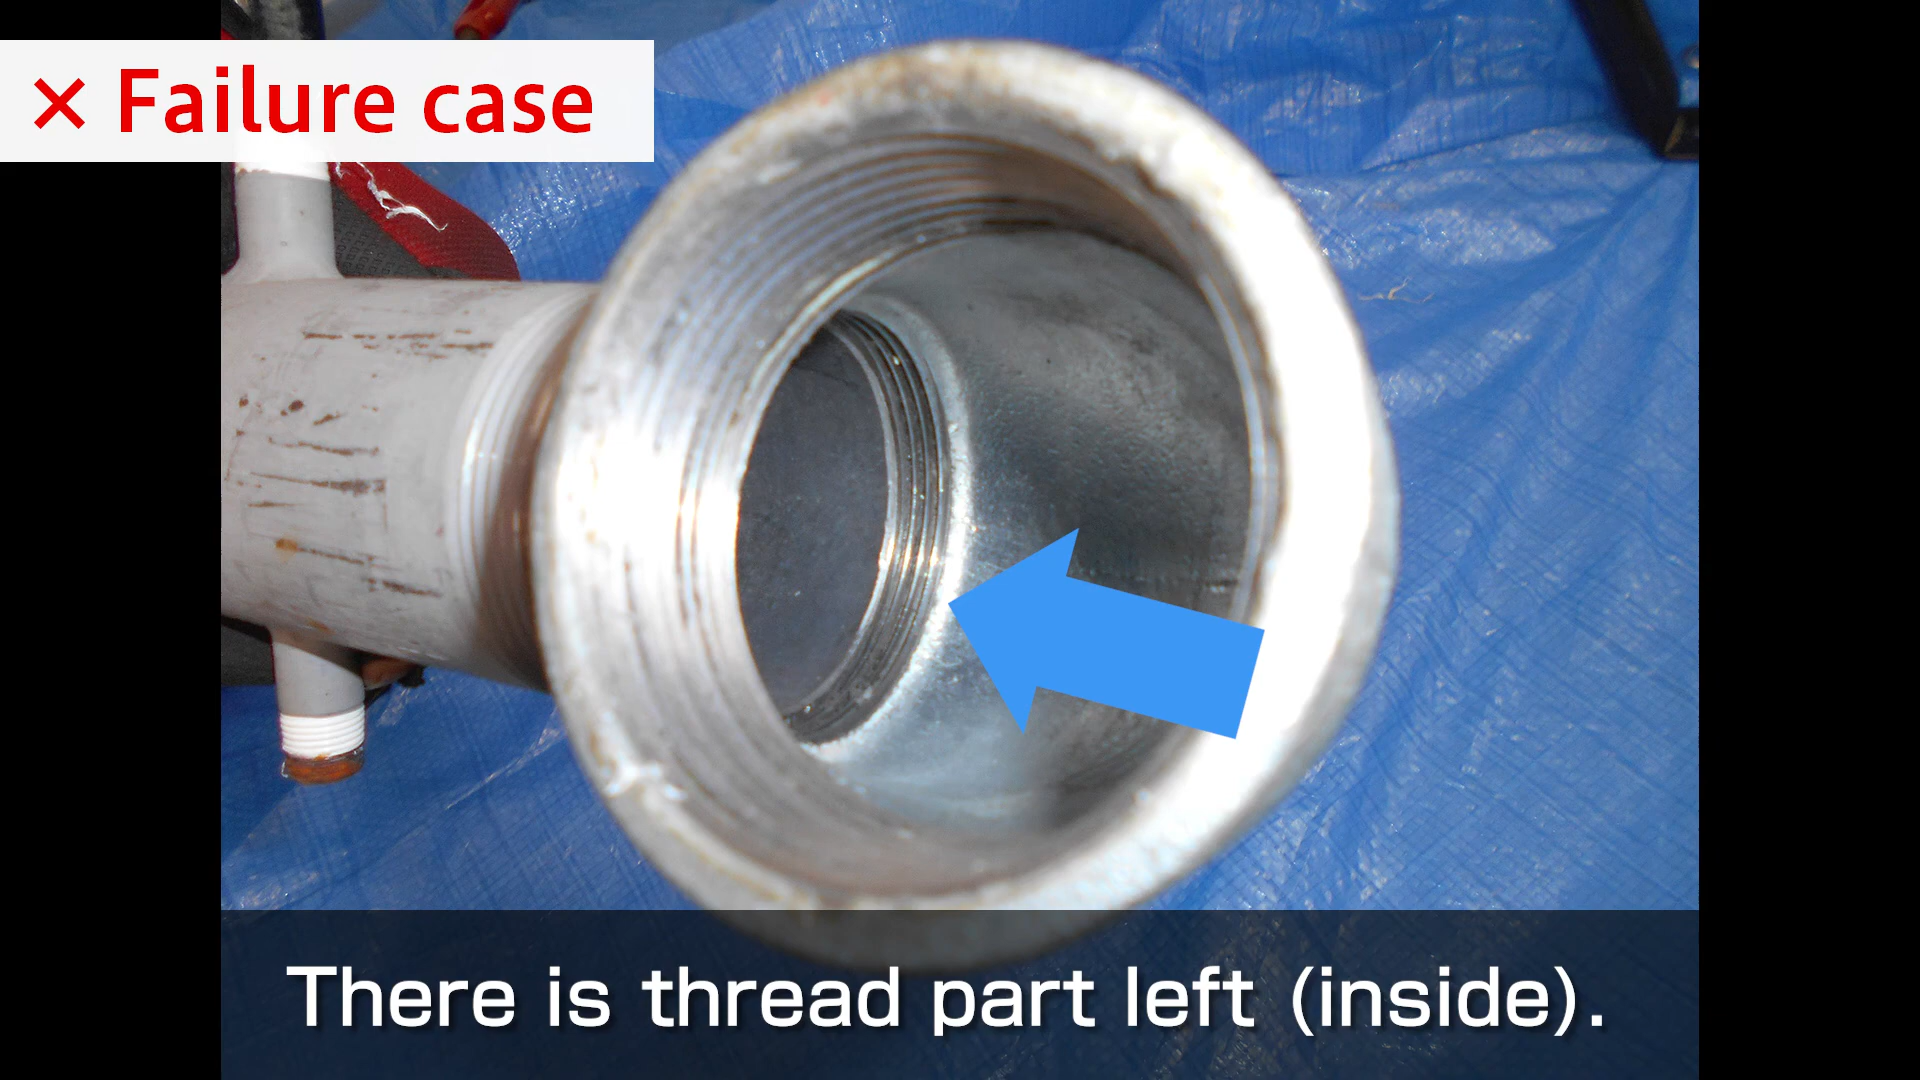 × Failure case
There is thread part left (inside).